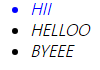 • HII
• HELLOO
• BYEEE